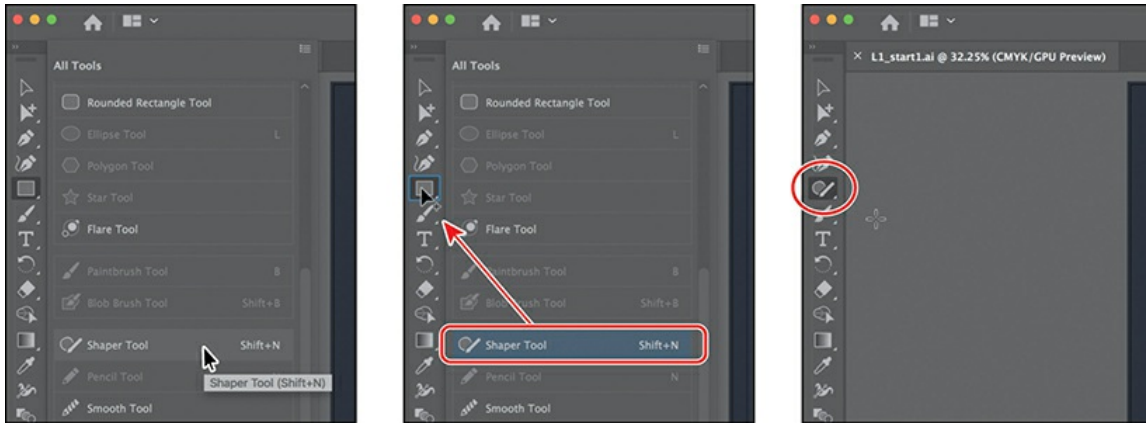 All Tools
Rounded Rectangle Tool
Ellipse Tool L
Polygon Tool
Star Tool
Flare Tool
Paintbrush Tool B
Blob Brush Tool Shift+B
Shaper Tool Shift+N
Shaper Tool (Shift+N)
Pencil Tool
Smooth Tool
All Tools
Rounded Rectangle Tool
Ellipse Tool L
Polygon Tool
Star Tool
Flare Tool
Paintbrush Tool B
Blob Brush Tool Shift+B
Shaper Tool Shift+N
Pencil Tool N
Smooth Tool
× L1_start1.ai @ 32.25% (CMYK/GPU Preview)